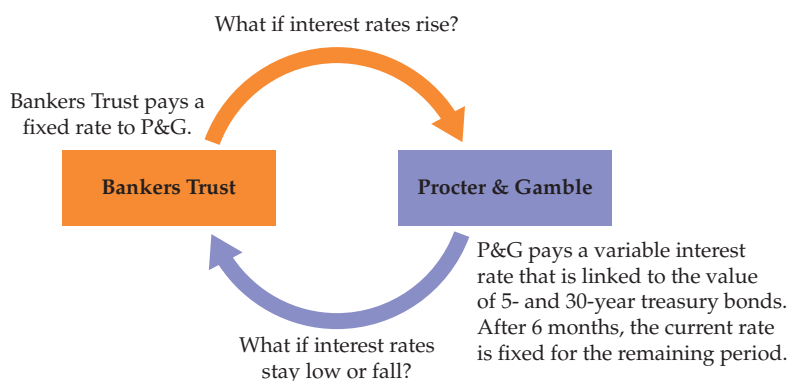 What if interest rates rise?
Bankers Trust pays a
fixed rate to P&G.
Bankers Trust
Procter & Gamble
P&G pays a variable interest
rate that is linked to the value
of 5- and 30-year treasury bonds.
After 6 months, the current rate
is fixed for the remaining period.
What if interest rates
stay low or fall?